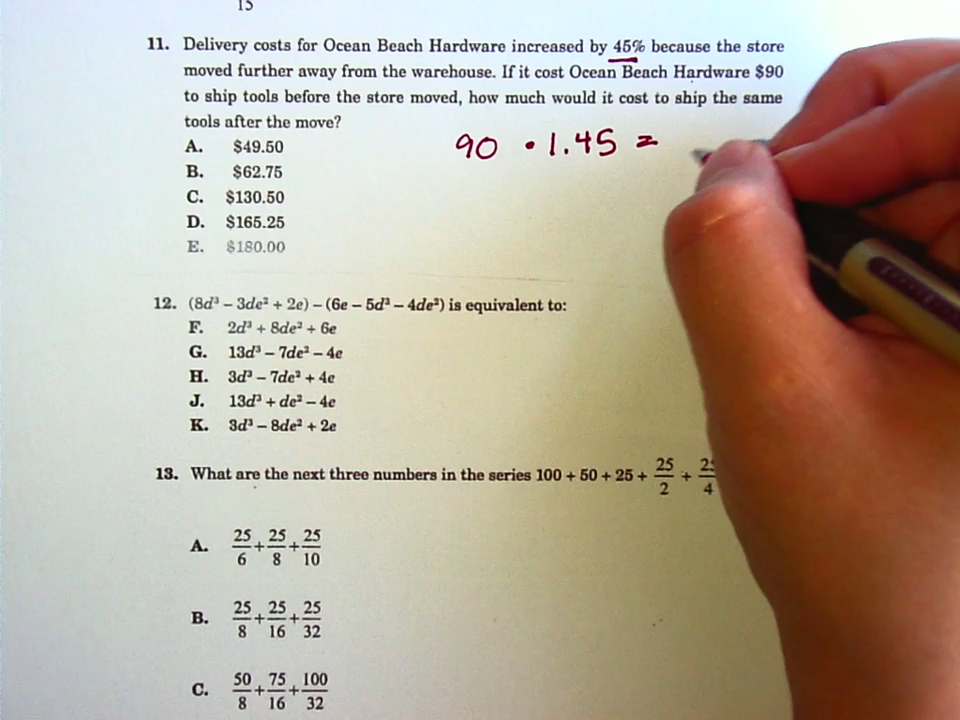 15
11. Delivery costs for Ocean Beach Hardware increased by 45% because the store
moved further away from the warehouse. If it cost Ocean Beach Hardware $90
to ship tools before the store moved, how much would it cost to ship the same
tools after the move?
90 · 1.45 =
A. $49.50
B. $62.75
C. $130.50
D. $165.25
E. $180.00
12. (8d³ – 3de² + 2e) – (6e – 5d³ – 4de²) is equivalent to:
F. 2d³ + 8de² + 6e
G. 13d³ – 7de² – 4e
H. 3d³ – 7de² + 4e
J. 13d³ + de² – 4e
K. 3d³ – 8de² + 2e
13. What are the next three numbers in the series 100 + 50 + 25 + 25/2 +
A. 25/6 + 25/8 + 25/10
B. 25/8 + 25/16 + 25/32
C. 50/8 + 75/16 + 100/32